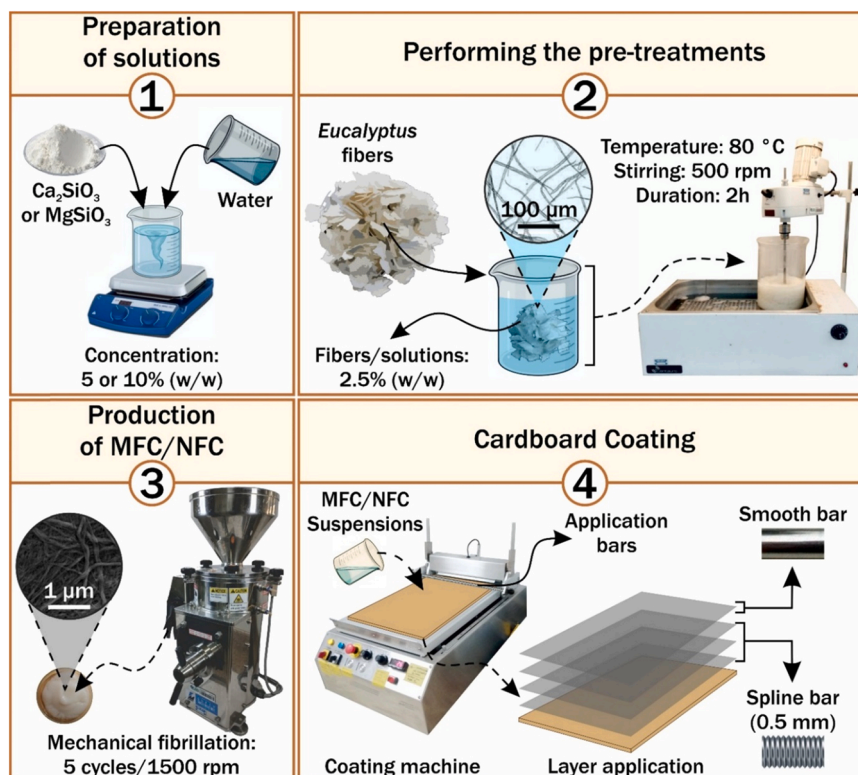 Preparation
of solutions
1
Ca₂SiO₃
or MgSiO₃
Water
Concentration:
5 or 10% (w/w)
Performing the pre-treatments
2
Eucalyptus
fibers
100 µm
Temperature: 80 °C
Stirring: 500 rpm
Duration: 2h
Fibers/solutions:
2.5% (w/w)
Production
of MFC/NFC
3
1 µm
Mechanical fibrillation:
5 cycles/1500 rpm
Cardboard Coating
4
MFC/NFC
Suspensions
Application
bars
Smooth bar
Spline bar
(0.5 mm)
Coating machine
Layer application